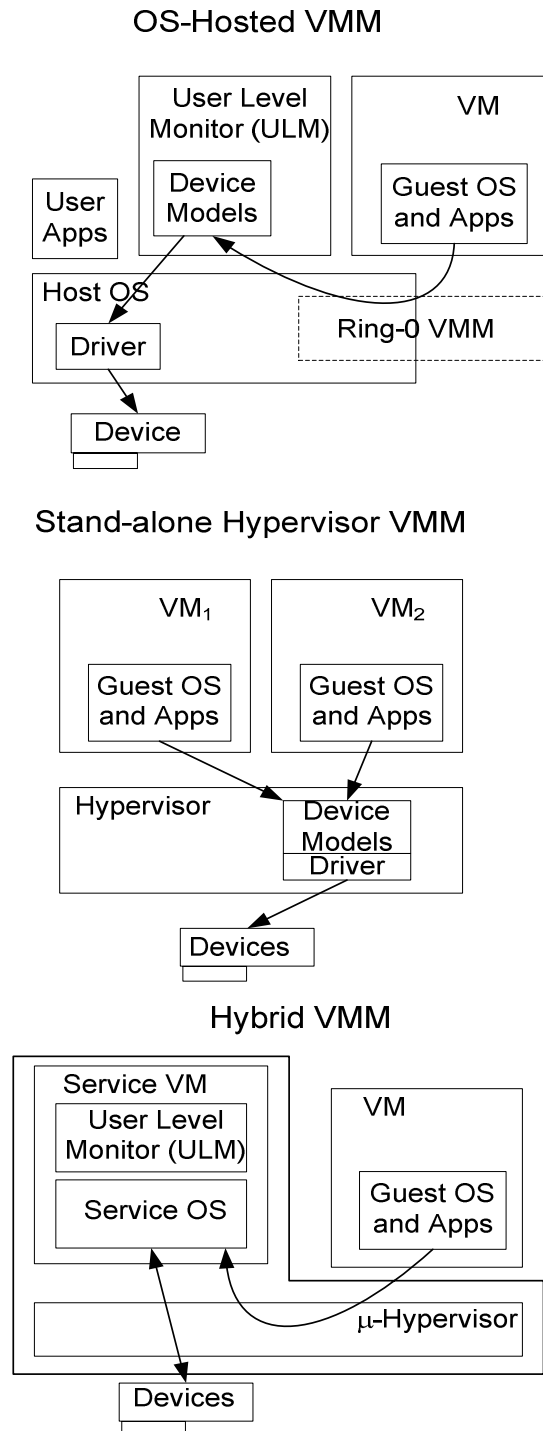 OS-Hosted VMM
User Level
Monitor (ULM)
Device
Models
VM
Guest OS
and Apps
User
Apps
Host OS
Driver
Ring-0 VMM
Device
Stand-alone Hypervisor VMM
VM1
Guest OS
and Apps
VM2
Guest OS
and Apps
Hypervisor
Device
Models
Driver
Devices
Hybrid VMM
Service VM
User Level
Monitor (ULM)
Service OS
VM
Guest OS
and Apps
μ-Hypervisor
Devices